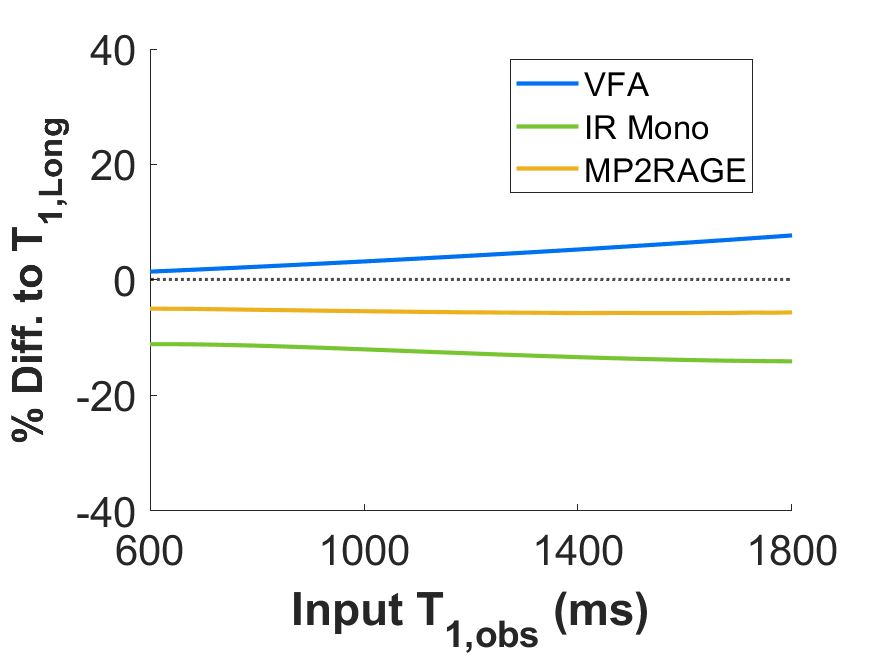 40
20
0
-20
-40
% Diff. to T1,Long
VFA
IR Mono
MP2RAGE
600
1000
1400
1800
Input T1,obs (ms)